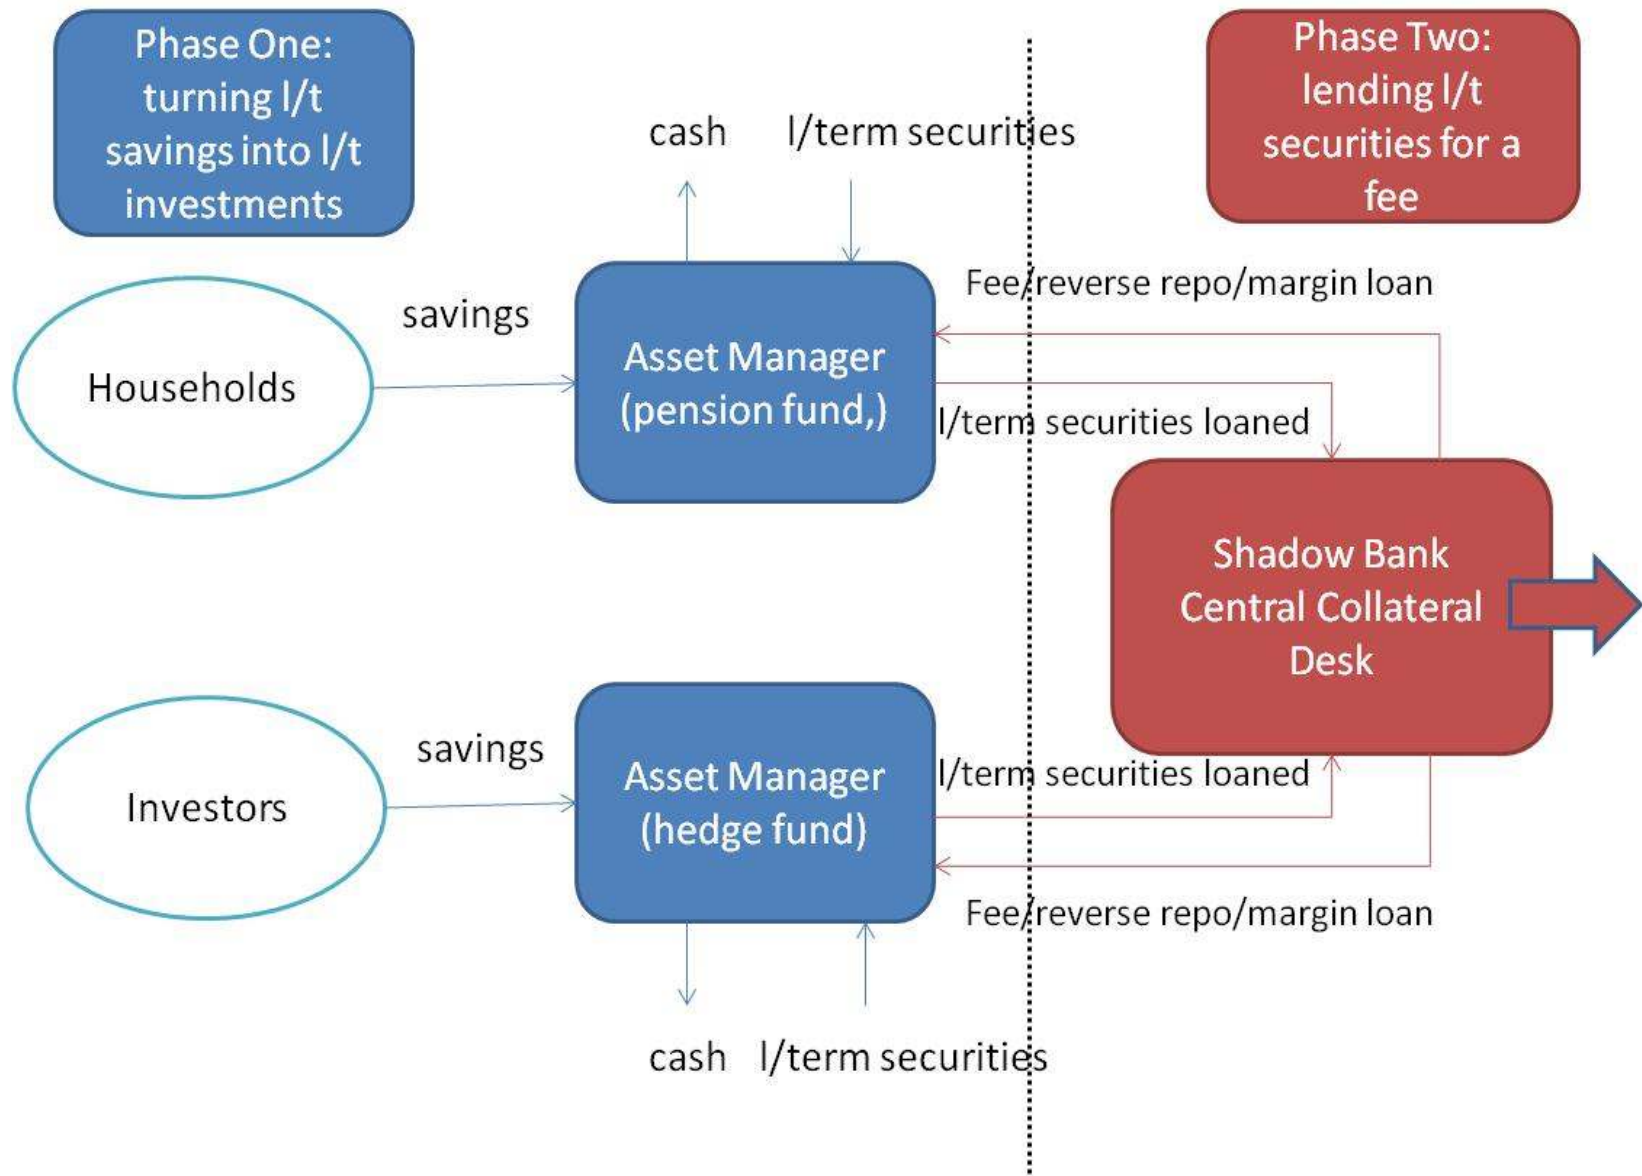 Phase One:
turning l/t
savings into l/t
investments
Phase Two:
lending l/t
securities for a
fee
cash
l/term securities
Fee/reverse repo/margin loan
savings
Households
Asset Manager
(pension fund,)
l/term securities loaned
Shadow Bank
Central Collateral
Desk
savings
Investors
Asset Manager
(hedge fund)
l/term securities loaned
Fee/reverse repo/margin loan
cash
l/term securities